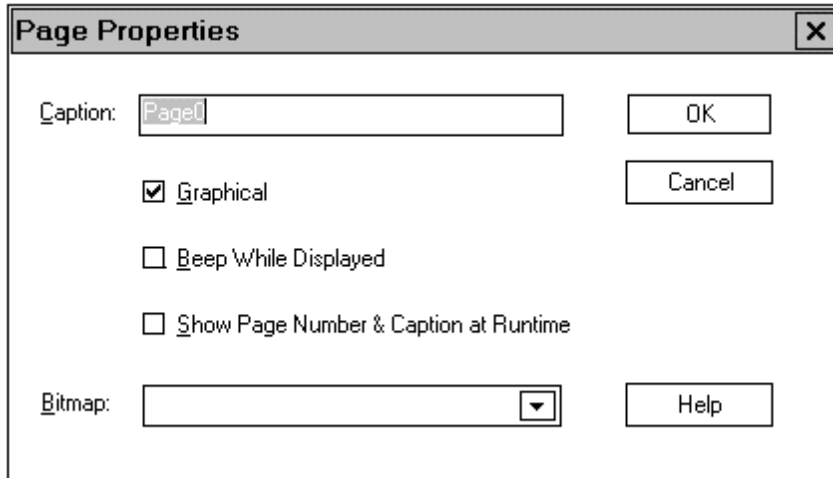 Page Properties
Caption: Page0 OK
Graphical Cancel
Beep While Displayed
Show Page Number & Caption at Runtime
Bitmap: Help